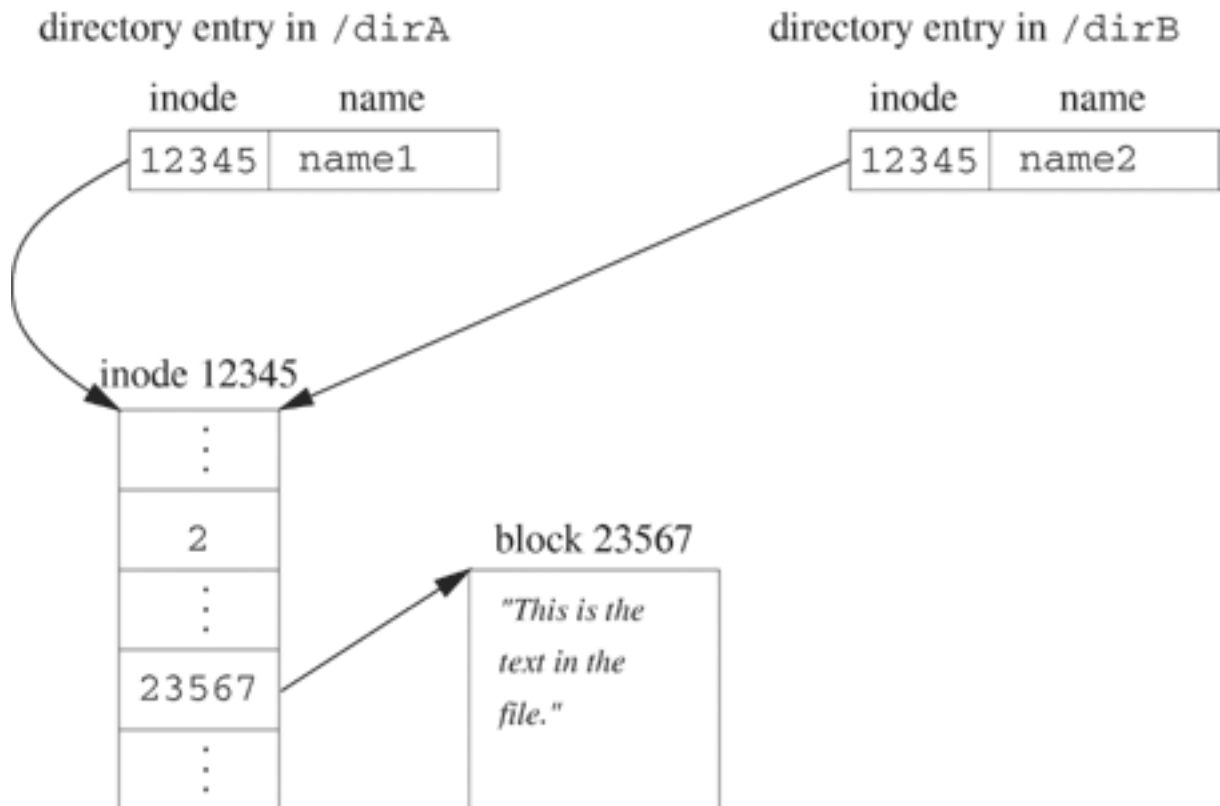 directory entry in /dirA
directory entry in /dirB
inode name
inode name
12345 name1
12345 name2
inode 12345
2
block 23567
"This is the
text in the
file."
23567